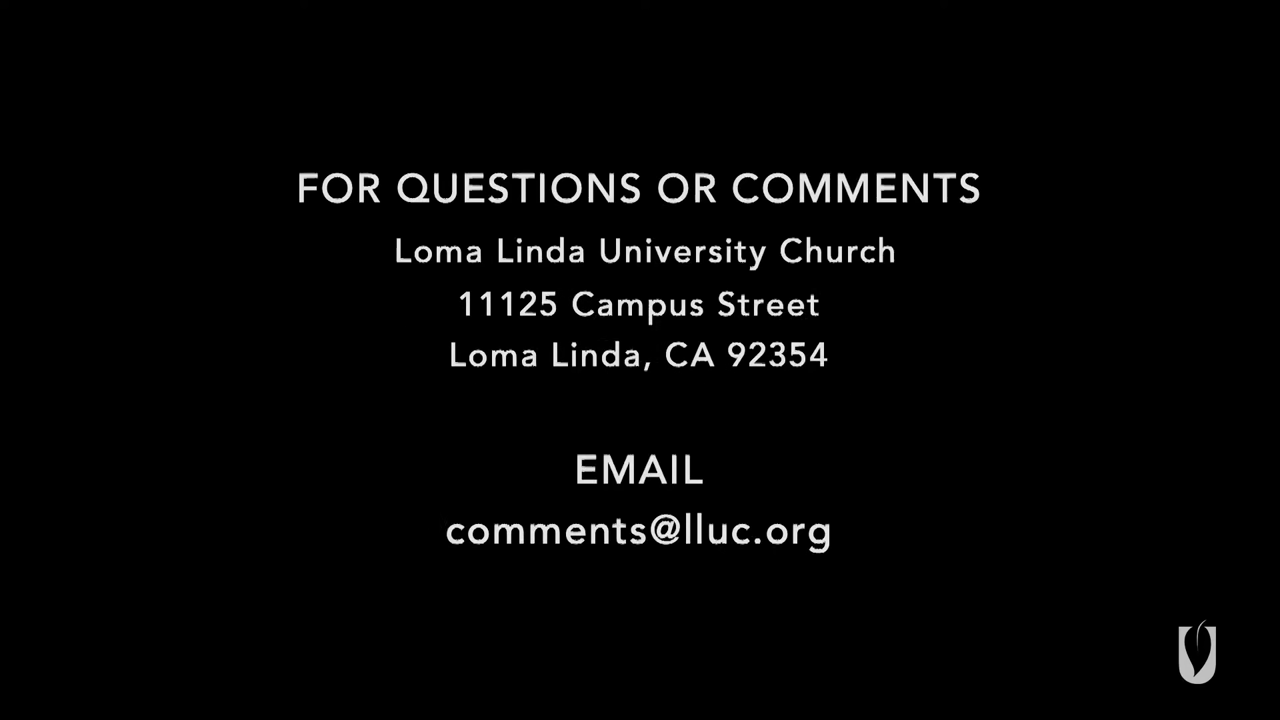 FOR QUESTIONS OR COMMENTS
Loma Linda University Church
11125 Campus Street
Loma Linda, CA 92354
EMAIL
comments@lluc.org